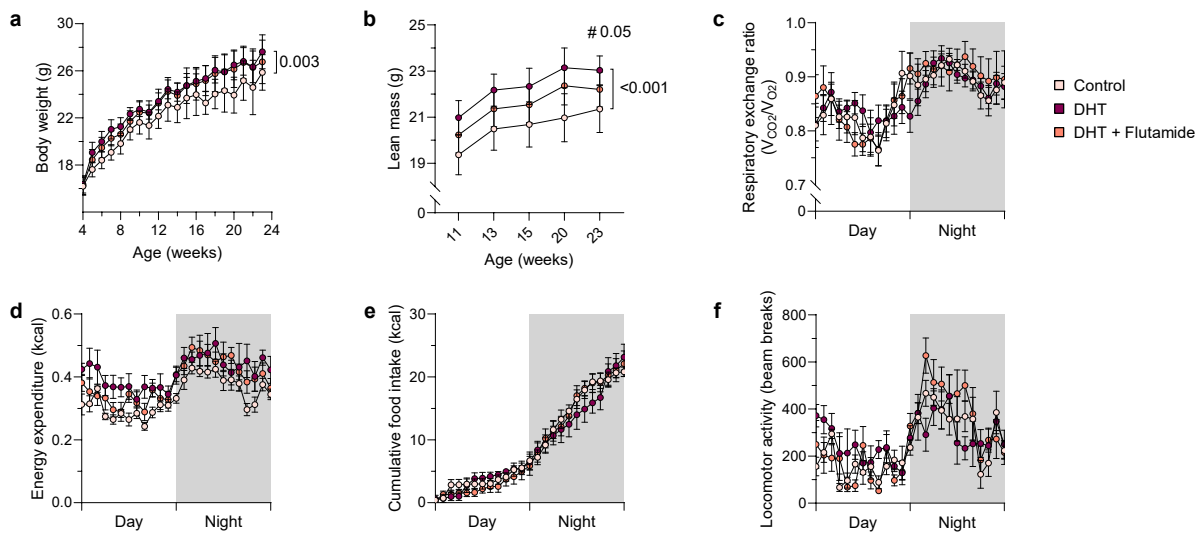 a
30
26
22
18
4
8
12
16
20
24
Body weight (g)
Age (weeks)
0.003
b
25
23
21
19
0
11
13
15
20
23
Lean mass (g)
Age (weeks)
# 0.05
<0.001
c
1.0
0.9
0.8
0.7
0
Respiratory exchange ratio
(VCO2/VO2)
Day
Night
Control
DHT
DHT + Flutamide
d
0.6
0.4
0.2
0.0
Energy expenditure (kcal)
Day
Night
e
30
20
10
0
Cumulative food intake (kcal)
Day
Night
f
800
600
400
200
0
Locomotor activity (beam breaks)
Day
Night